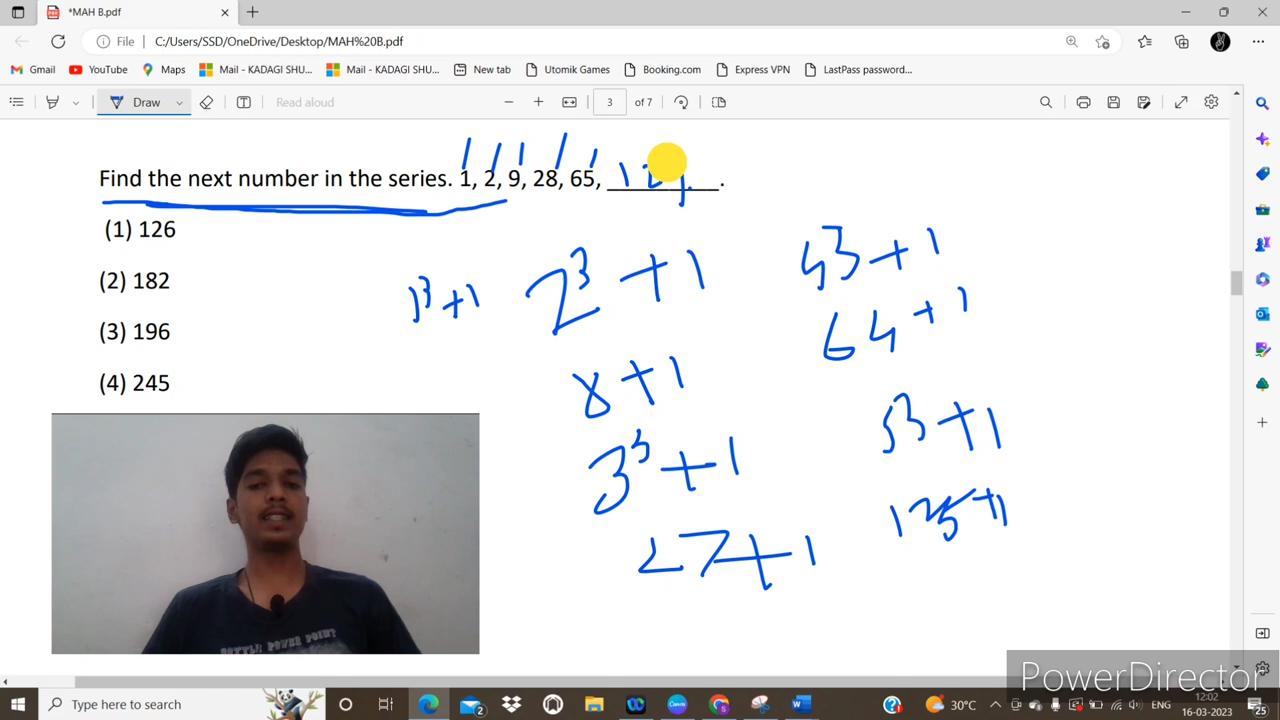 *MAH B.pdf
File C:/Users/SSD/OneDrive/Desktop/MAH%20B.pdf
Gmail YouTube Maps Mail - KADAGI SHU... Mail - KADAGI SHU... New tab Utomik Games Booking.com Express VPN LastPass password...
Draw Read aloud 3 of 7
Find the next number in the series. 1, 2, 9, 28, 65, __________.
(1) 126
(2) 182
(3) 196
(4) 245
1³+1
2³+1
8+1
3³+1
27+1
43+1
64+1
53+1
125+1
PowerDirector
Type here to search
30°C
ENG
12:02
16-03-2023
25